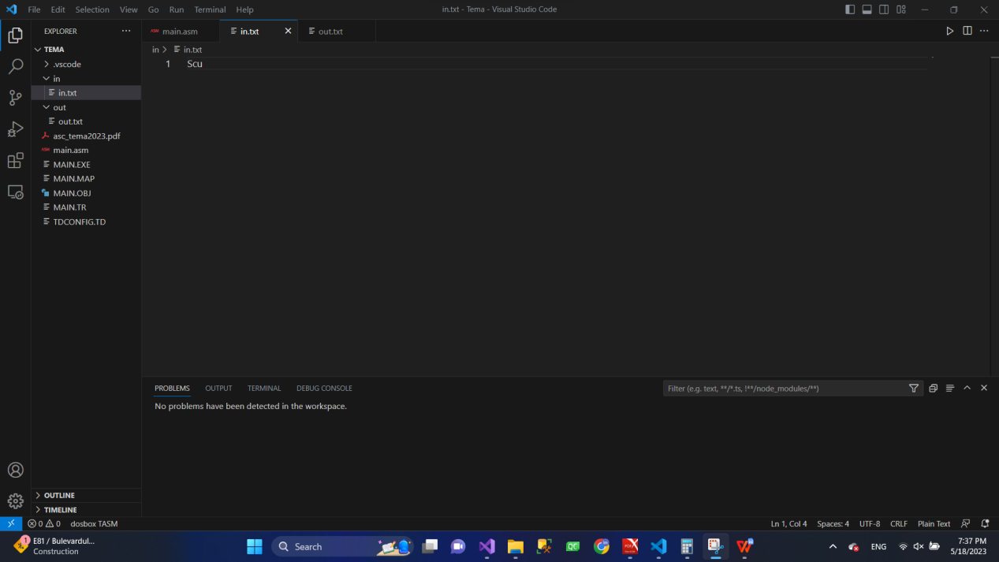 File Edit Selection View Go Run Terminal Help
in.txt - Tema - Visual Studio Code
EXPLORER
TEMA
.vscode
in
in.txt
out
out.txt
asc_tema2023.pdf
main.asm
MAIN.EXE
MAIN.MAP
MAIN.OBJ
MAIN.TR
TDCONFIG.TD
OUTLINE
TIMELINE
ASM main.asm in.txt out.txt
in > in.txt
1 Scu
PROBLEMS OUTPUT TERMINAL DEBUG CONSOLE
Filter (e.g. text, **/*.ts, !**/node_modules/**)
No problems have been detected in the workspace.
0 0 dosbox TASM
Ln 1, Col 4 Spaces: 4 UTF-8 CRLF Plain Text
1 E81 / Bulevardul...
Construction
Search
QC
ENG
7:37 PM
5/18/2023